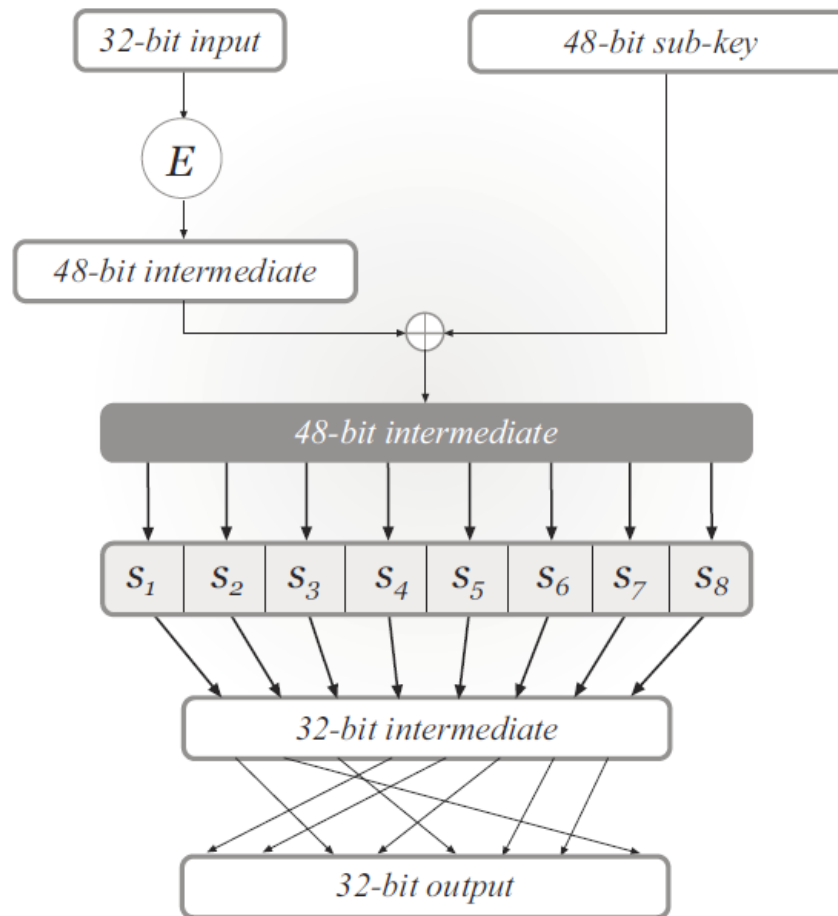 32-bit input
48-bit sub-key
E
48-bit intermediate
48-bit intermediate
S₁ S₂ S₃ S₄ S₅ S₆ S₇ S₈
32-bit intermediate
32-bit output